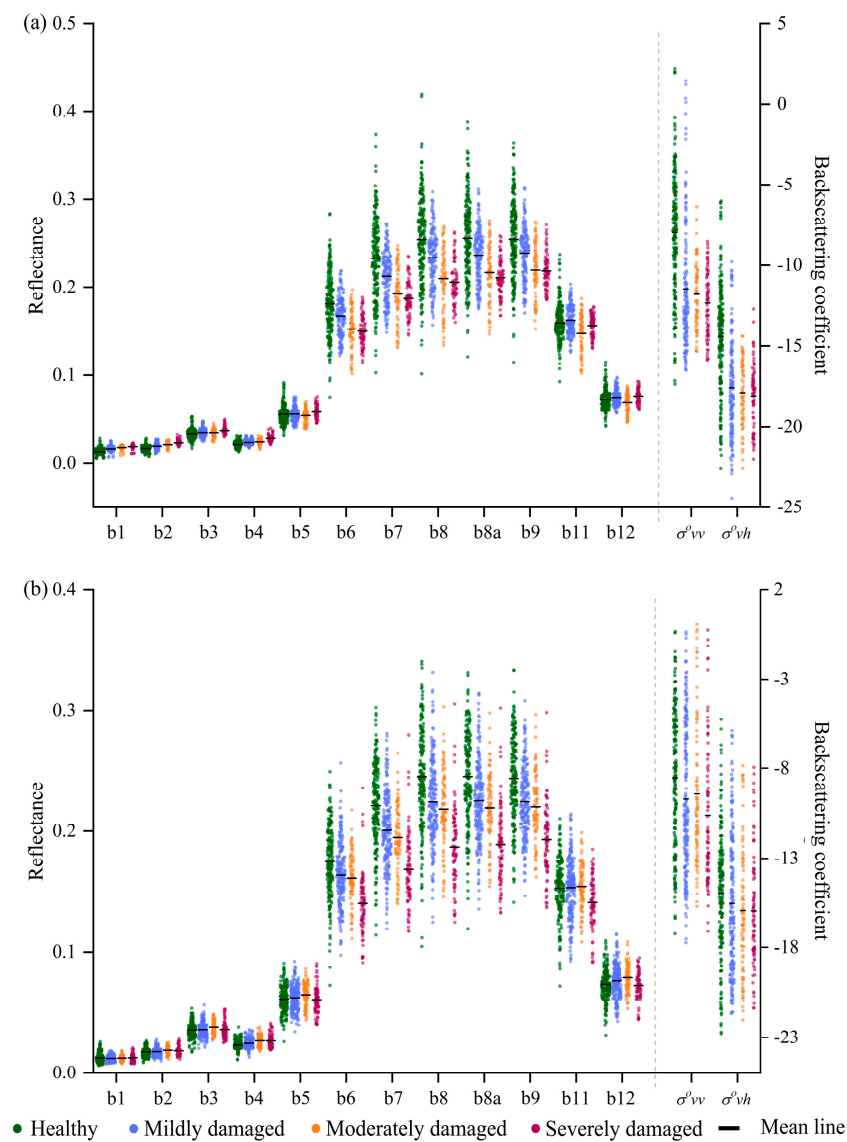 (a)
0.5
0.4
0.3
0.2
0.1
0.0
Reflectance
5
0
-5
-10
-15
-20
-25
Backscattering coefficient
b1 b2 b3 b4 b5 b6 b7 b8 b8a b9 b11 b12 σ°vv σ°vh
(b)
0.4
0.3
0.2
0.1
0.0
Reflectance
2
-3
-8
-13
-18
-23
Backscattering coefficient
b1 b2 b3 b4 b5 b6 b7 b8 b8a b9 b11 b12 σ°vv σ°vh
Healthy Mildly damaged Moderately damaged Severely damaged Mean line